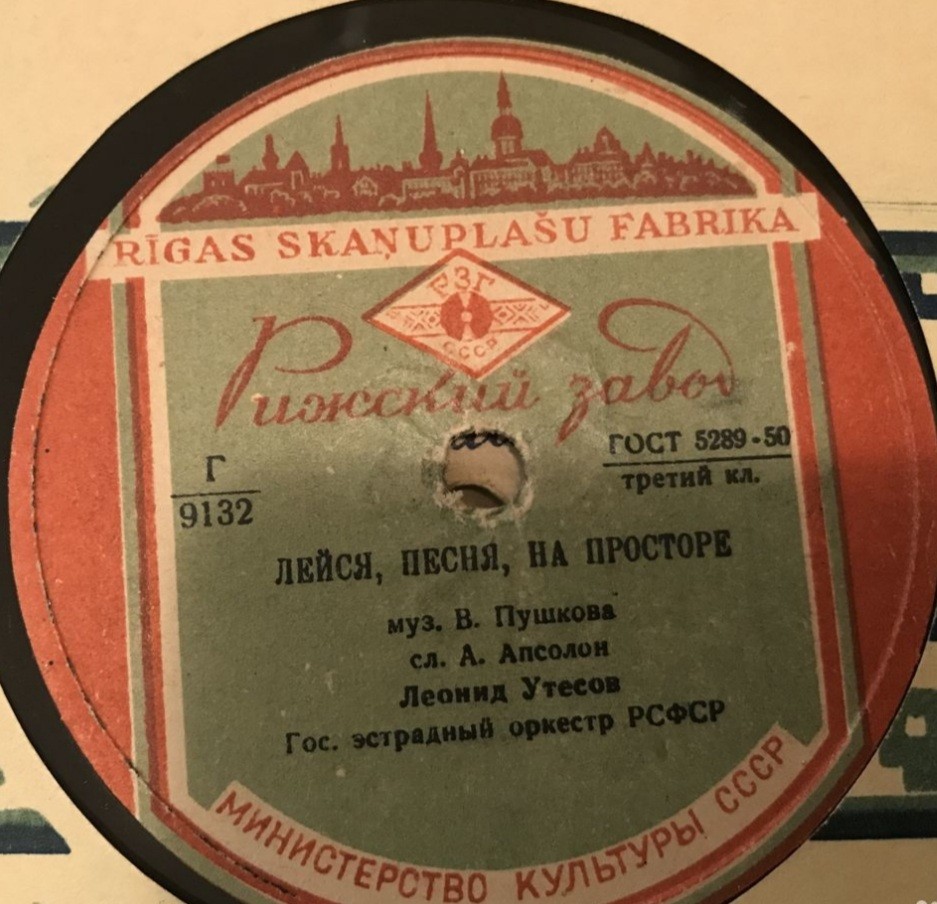 RĪGAS SKAŅUPLAŠU FABRIKA
РЗГ
СССР
Рижский завод
Г
9132
ГОСТ 5289-50
третий кл.
ЛЕЙСЯ, ПЕСНЯ, НА ПРОСТОРЕ
муз. В. Пушкова
сл. А. Апсолон
Леонид Утесов
Гос. эстрадный оркестр РСФСР
МИНИСТЕРСТВО КУЛЬТУРЫ СССР